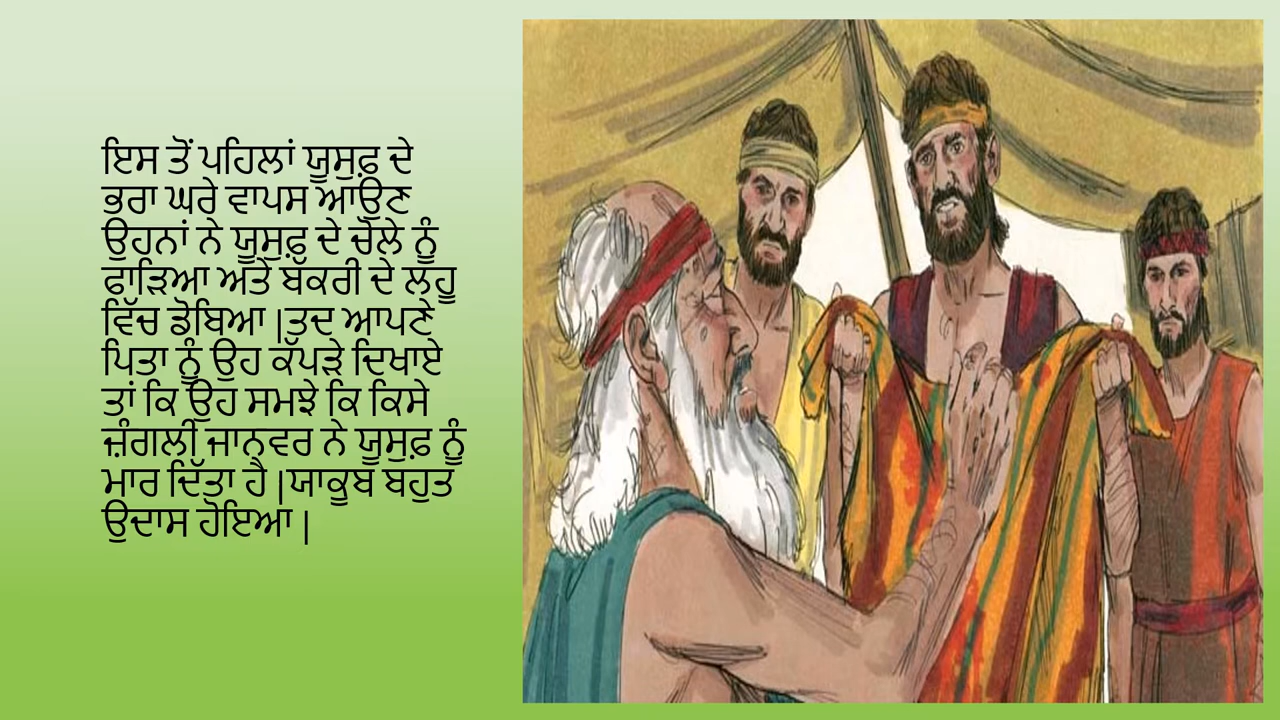 ਇਸ ਤੋਂ ਪਹਿਲਾਂ ਯੂਸੁਫ਼ ਦੇ
ਭਰਾ ਘਰੇ ਵਾਪਸ ਆਉਣ
ਉਹਨਾਂ ਨੇ ਯੂਸੁਫ਼ ਦੇ ਚੋਲੇ ਨੂੰ
ਫਾੜਿਆ ਅਤੇ ਬੱਕਰੀ ਦੇ ਲਹੂ
ਵਿੱਚ ਡੋਬਿਆ |ਤਦ ਆਪਣੇ
ਪਿਤਾ ਨੂੰ ਉਹ ਕੱਪੜੇ ਦਿਖਾਏ
ਤਾਂ ਕਿ ਉਹ ਸਮਝੇ ਕਿ ਕਿਸੇ
ਜ਼ੰਗਲੀ ਜਾਨਵਰ ਨੇ ਯੂਸੁਫ਼ ਨੂੰ
ਮਾਰ ਦਿੱਤਾ ਹੈ |ਯਾਕੂਬ ਬਹੁਤ
ਉਦਾਸ ਹੋਇਆ |